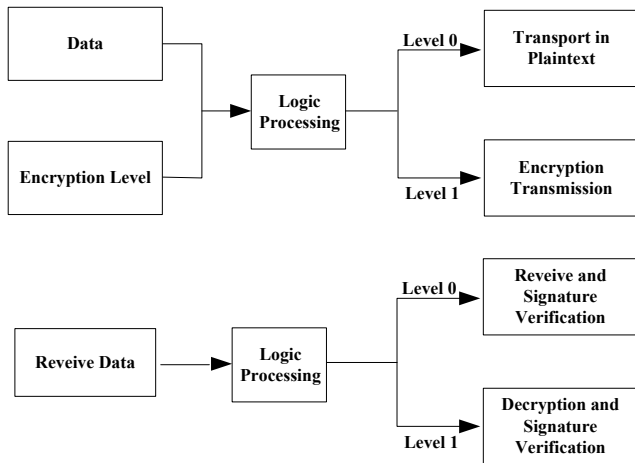 Data
Encryption Level
Logic
Processing
Level 0
Level 1
Transport in
Plaintext
Encryption
Transmission
Reveive Data
Logic
Processing
Level 0
Level 1
Reveive and
Signature
Verification
Decryption and
Signature
Verification